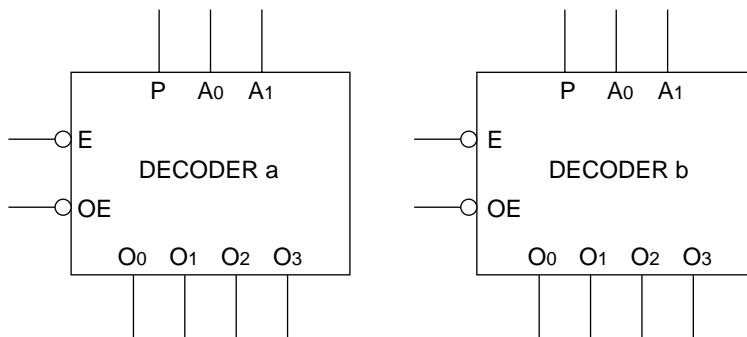 P A0 A1
E
DECODER a
OE
O0 O1 O2 O3
P A0 A1
E
DECODER b
OE
O0 O1 O2 O3